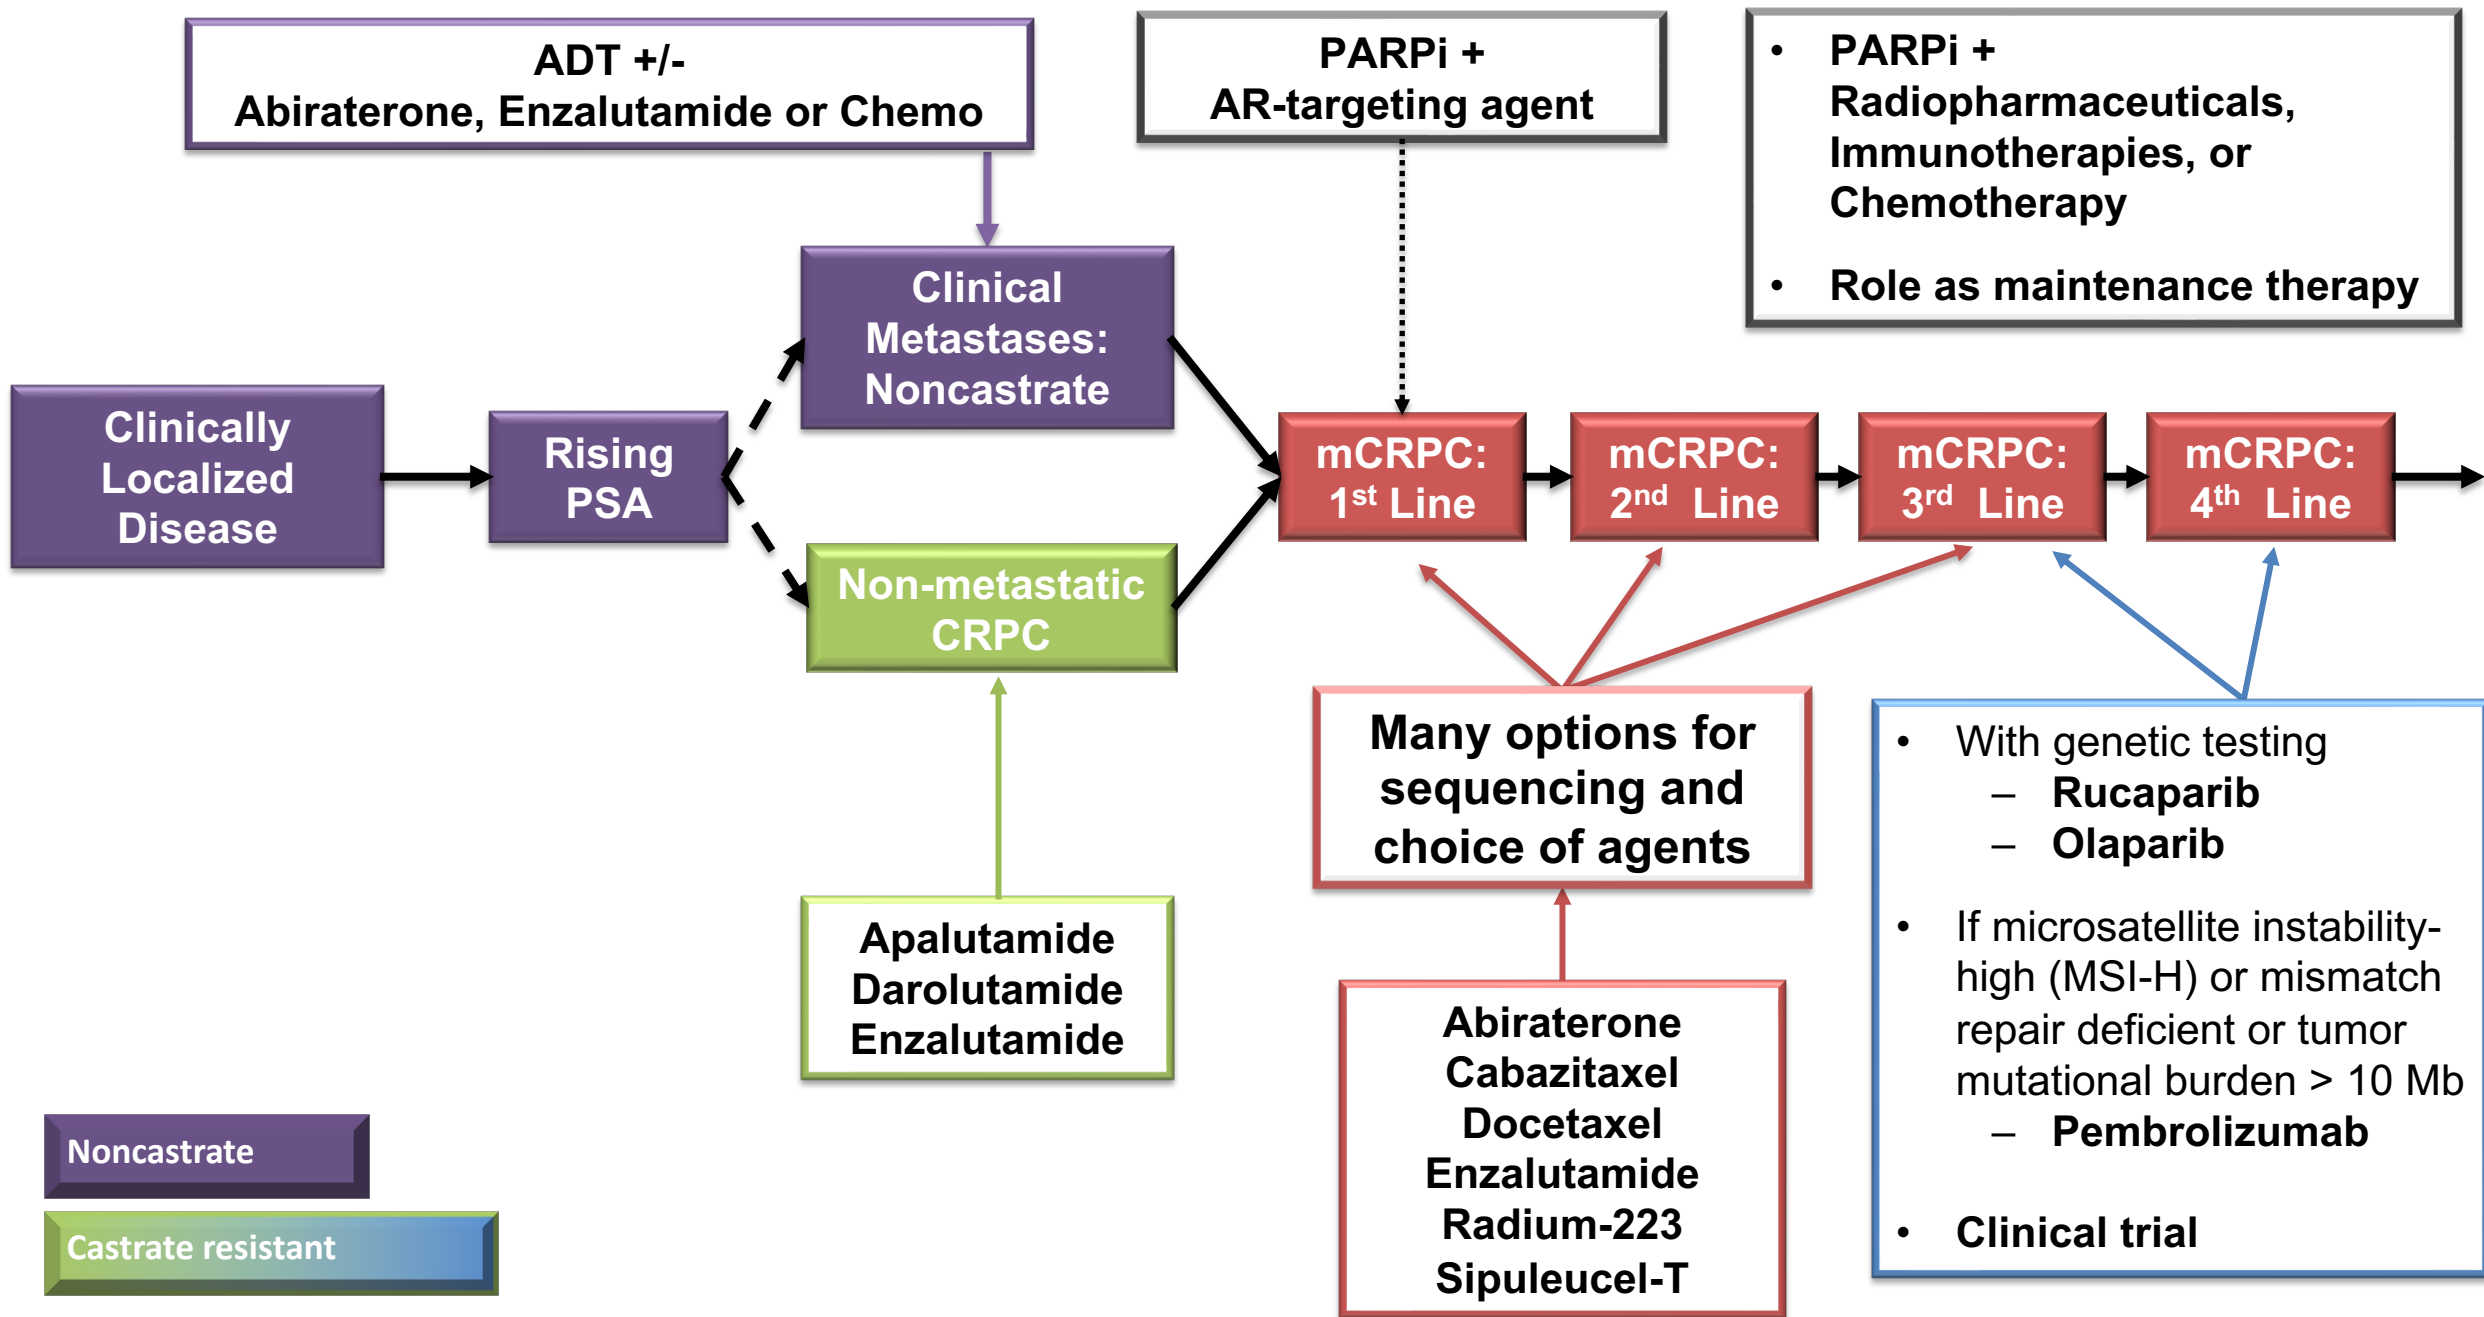 ADT +/-
Abiraterone, Enzalutamide or Chemo
PARPi +
AR-targeting agent
• PARPi +
Radiopharmaceuticals,
Immunotherapies, or
Chemotherapy
• Role as maintenance therapy
Clinically
Localized
Disease
Rising
PSA
Clinical
Metastases:
Noncastrate
Non-metastatic
CRPC
mCRPC:
1st Line
mCRPC:
2nd Line
mCRPC:
3rd Line
mCRPC:
4th Line
Apalutamide
Darolutamide
Enzalutamide
Many options for
sequencing and
choice of agents
Abiraterone
Cabazitaxel
Docetaxel
Enzalutamide
Radium-223
Sipuleucel-T
• With genetic testing
– Rucaparib
– Olaparib
• If microsatellite instability-
high (MSI-H) or mismatch
repair deficient or tumor
mutational burden > 10 Mb
– Pembrolizumab
• Clinical trial
Noncastrate
Castrate resistant